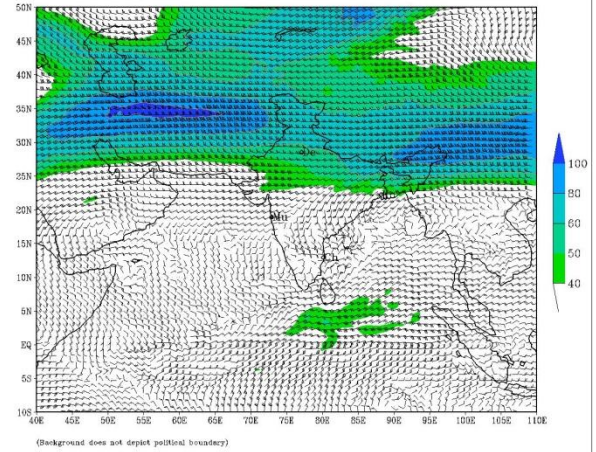 50N
45N
40N
35N
30N
25N
20N
15N
10N
5N
EQ
5S
10S
40E 45E 50E 55E 60E 65E 70E 75E 80E 85E 90E 95E 100E 105E 110E
De
Mu
Ch
100
80
60
50
40
(Background does not depict political boundary)